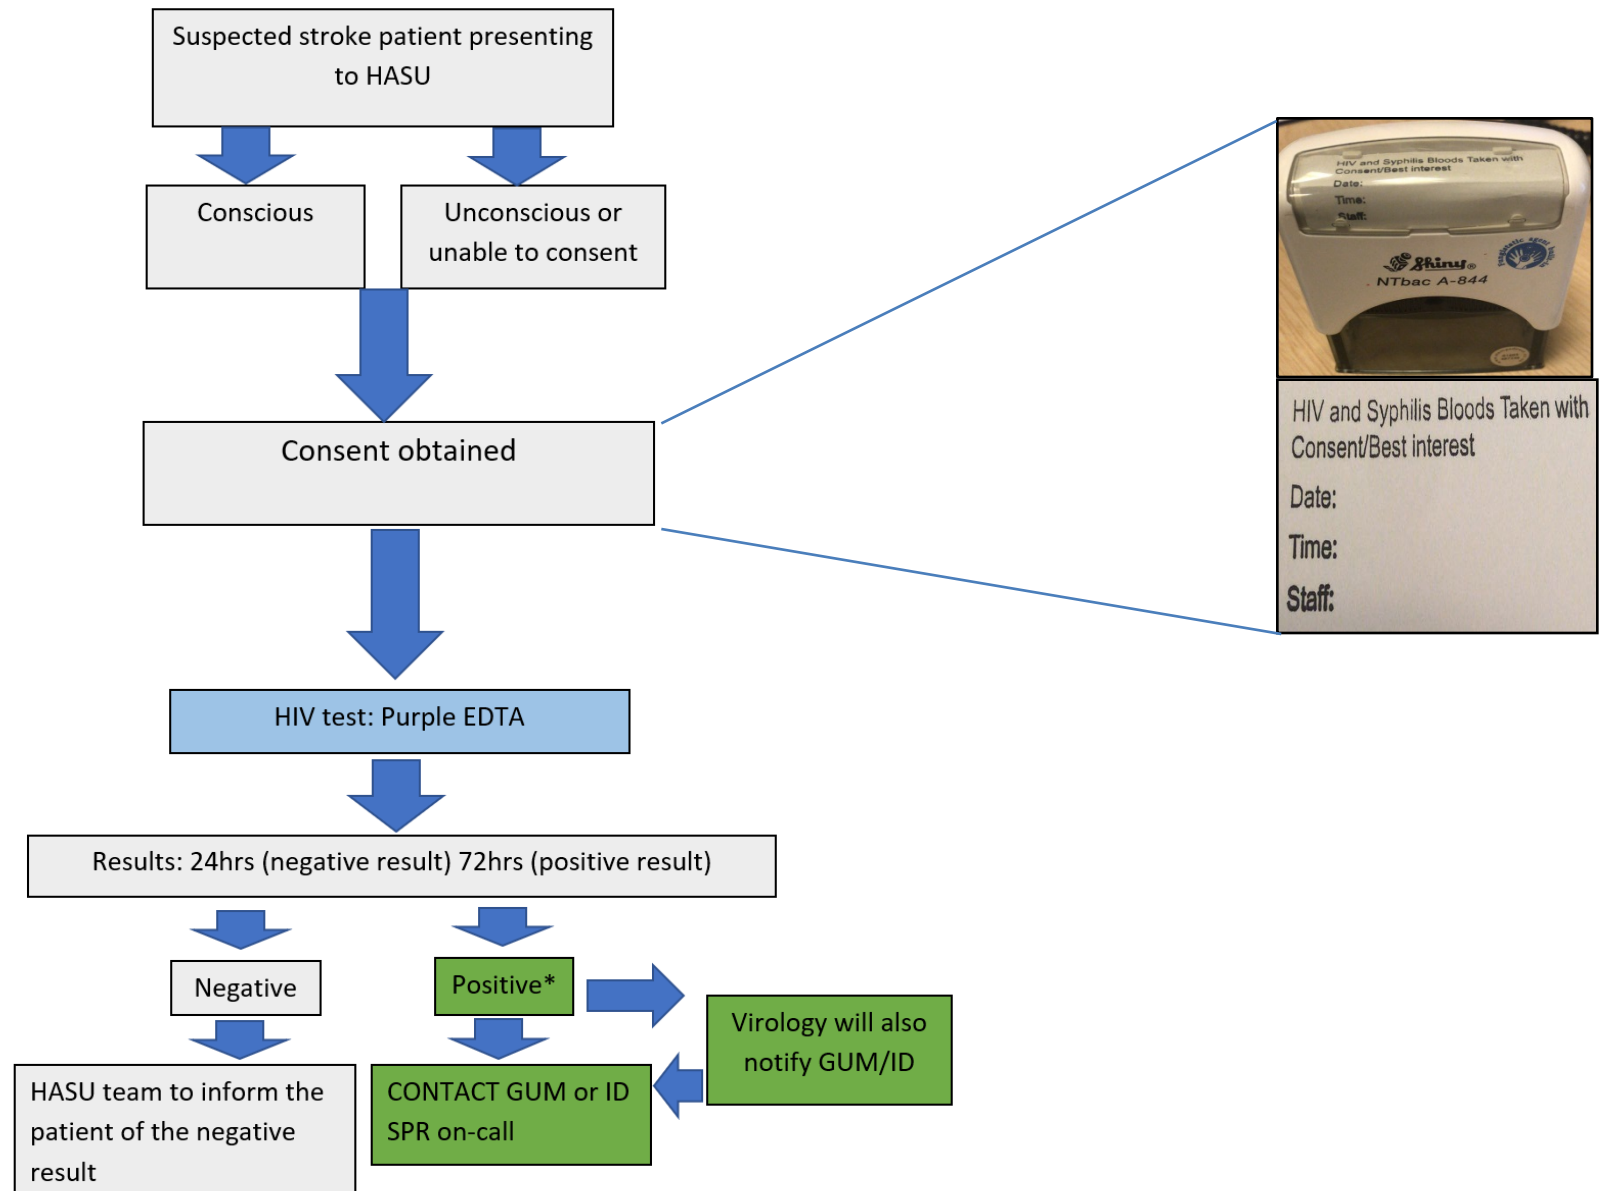 Suspected stroke patient presenting
to HASU
Conscious
Unconscious or
unable to consent
Consent obtained
HIV and Syphilis Bloods Taken with
Consent/Best interest
Date:
Time:
Staff:
Shiny®
NTbac A-844
HIV and Syphilis Bloods Taken with
Consent/Best interest
Date:
Time:
Staff:
HIV test: Purple EDTA
Results: 24hrs (negative result) 72hrs (positive result)
Negative
Positive*
Virology will also
notify GUM/ID
HASU team to inform the
patient of the negative
result
CONTACT GUM or ID
SPR on-call